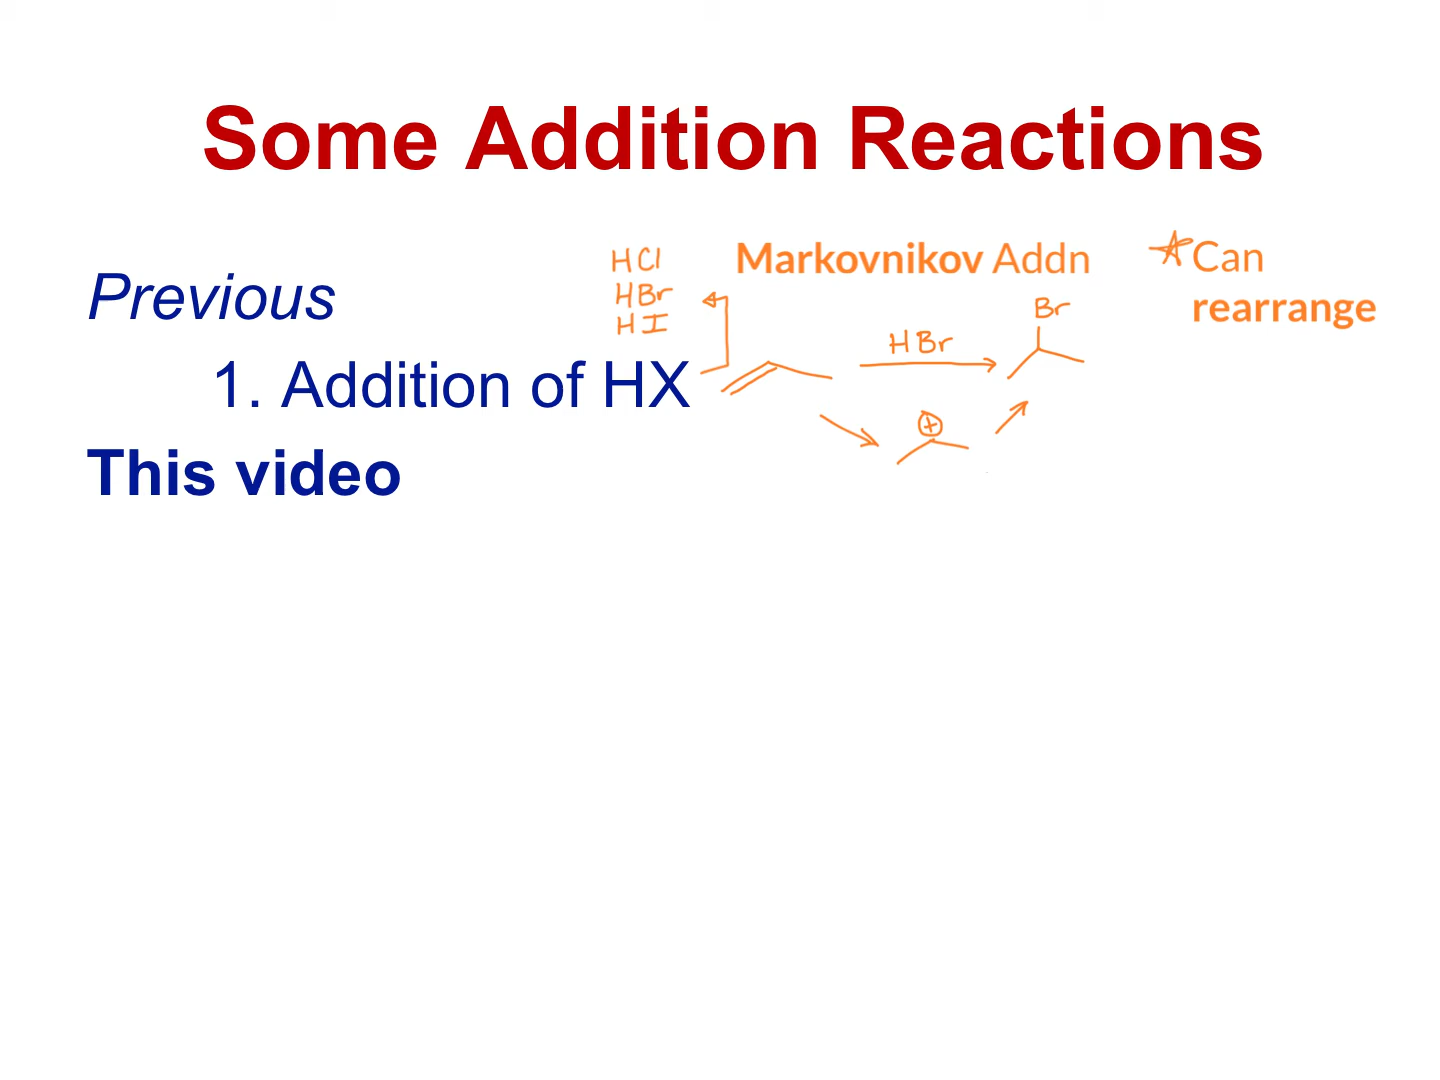 Some Addition Reactions
Previous
HCl
HBr
HI
Markovnikov Addn
Can
rearrange
1. Addition of HX
HBr
Br
+
This video